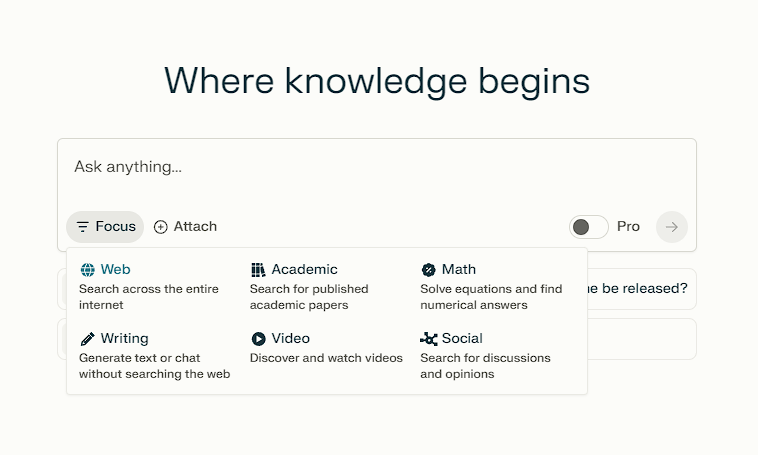 Where knowledge begins
Ask anything...
Focus
Attach
Pro
Web
Search across the entire
internet
Academic
Search for published
academic papers
Math
Solve equations and find
numerical answers
be released?
Writing
Generate text or chat
without searching the web
Video
Discover and watch videos
Social
Search for discussions
and opinions